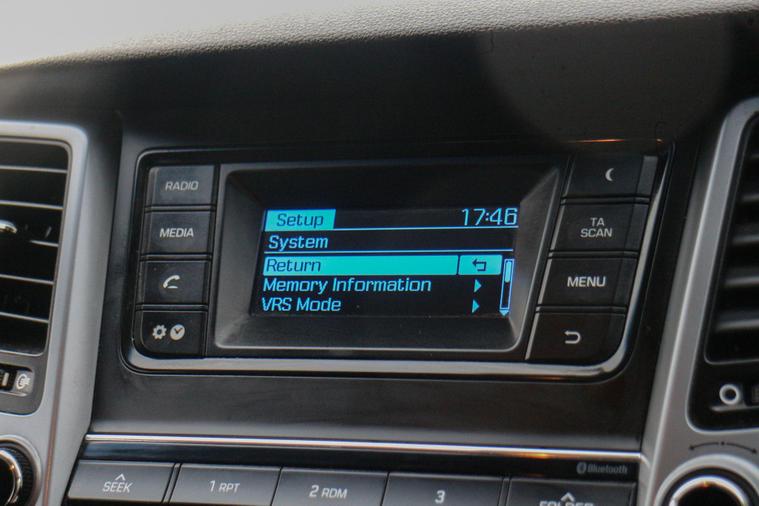 RADIO
MEDIA
Setup 17:46
System
Return
Memory Information
VRS Mode
TA
SCAN
MENU
Bluetooth
SEEK
1 RPT
2 RDM
3
FOLDER